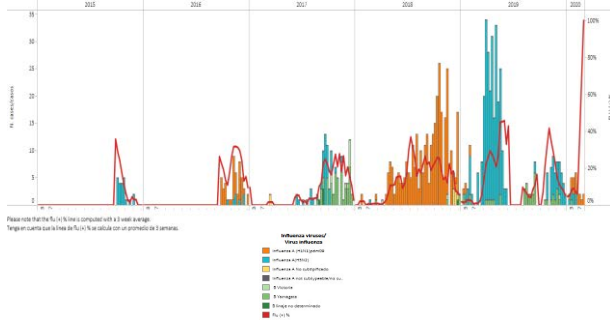 2015 2016 2017 2018 2019 2020
35
30
25
20
15
10
5
0
100%
80%
60%
40%
20%
0%
Please note that the flu (+) % line is computed with a 3 week average.
Tenga en cuenta que la línea de flu (+) % se calcula con un promedio de 3 semanas.
Influenza viruses/
Virus influenza
Influenza A (H1N1)pdm09
Influenza A(H3N2)
Influenza A No subtipificado
Influenza A
B Victoria
B Yamagata
B linaje no determinado
Flu (+) %